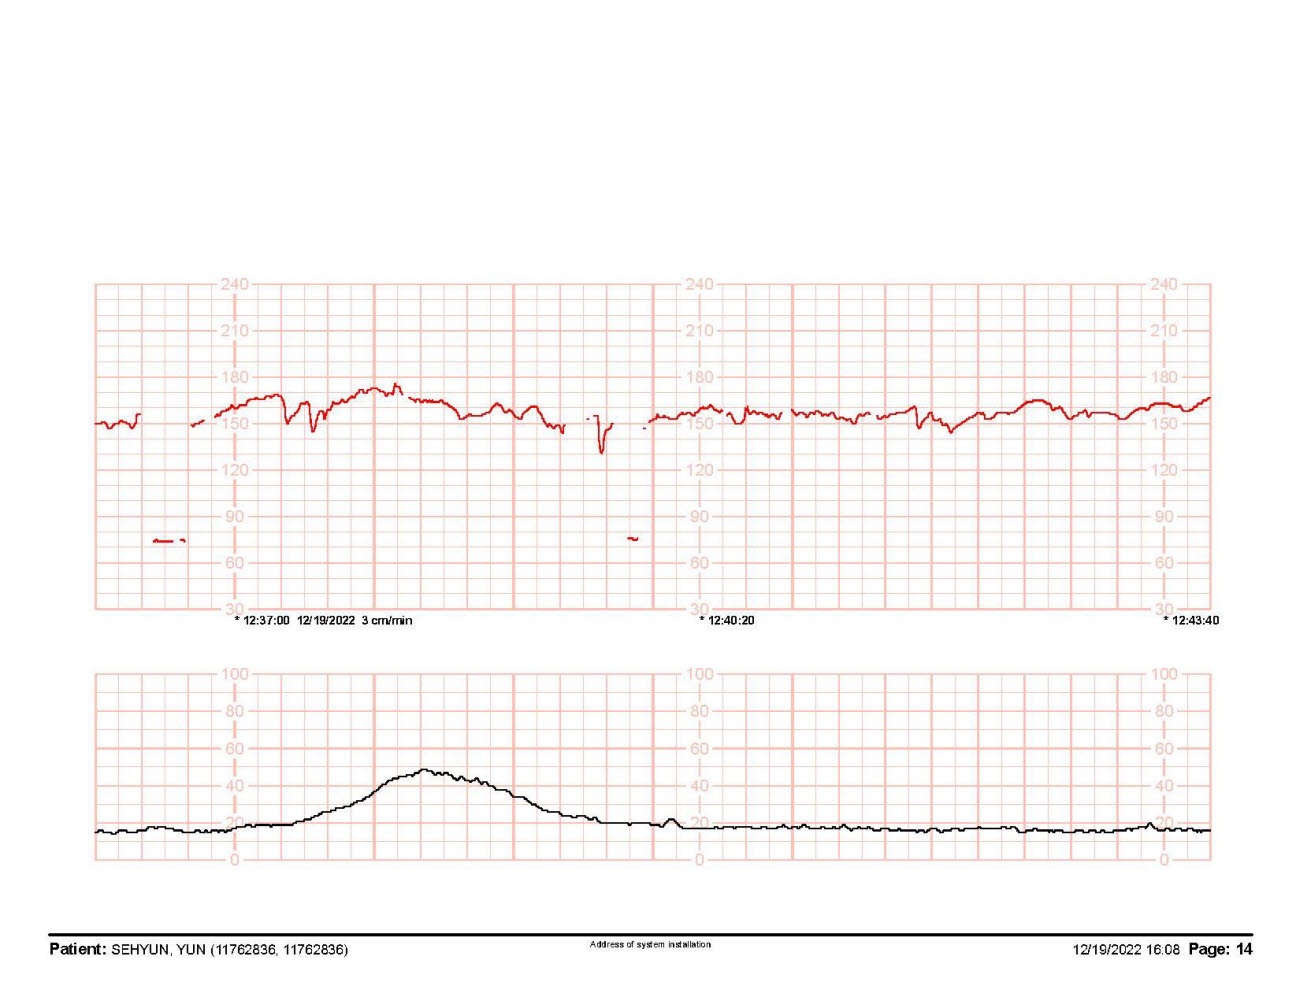 240 240 240
210 210 210
180 180 180
150 150 150
120 120 120
90 90 90
60 60 60
30 30 30
* 12:37:00 12/19/2022 3 cm/min * 12:40:20 * 12:43:40
100 100 100
80 80 80
60 60 60
40 40 40
20 20 20
0 0 0
Patient: SEHYUN, YUN (11762836, 11762836) Address of system installation 12/19/2022 16:08 Page: 14